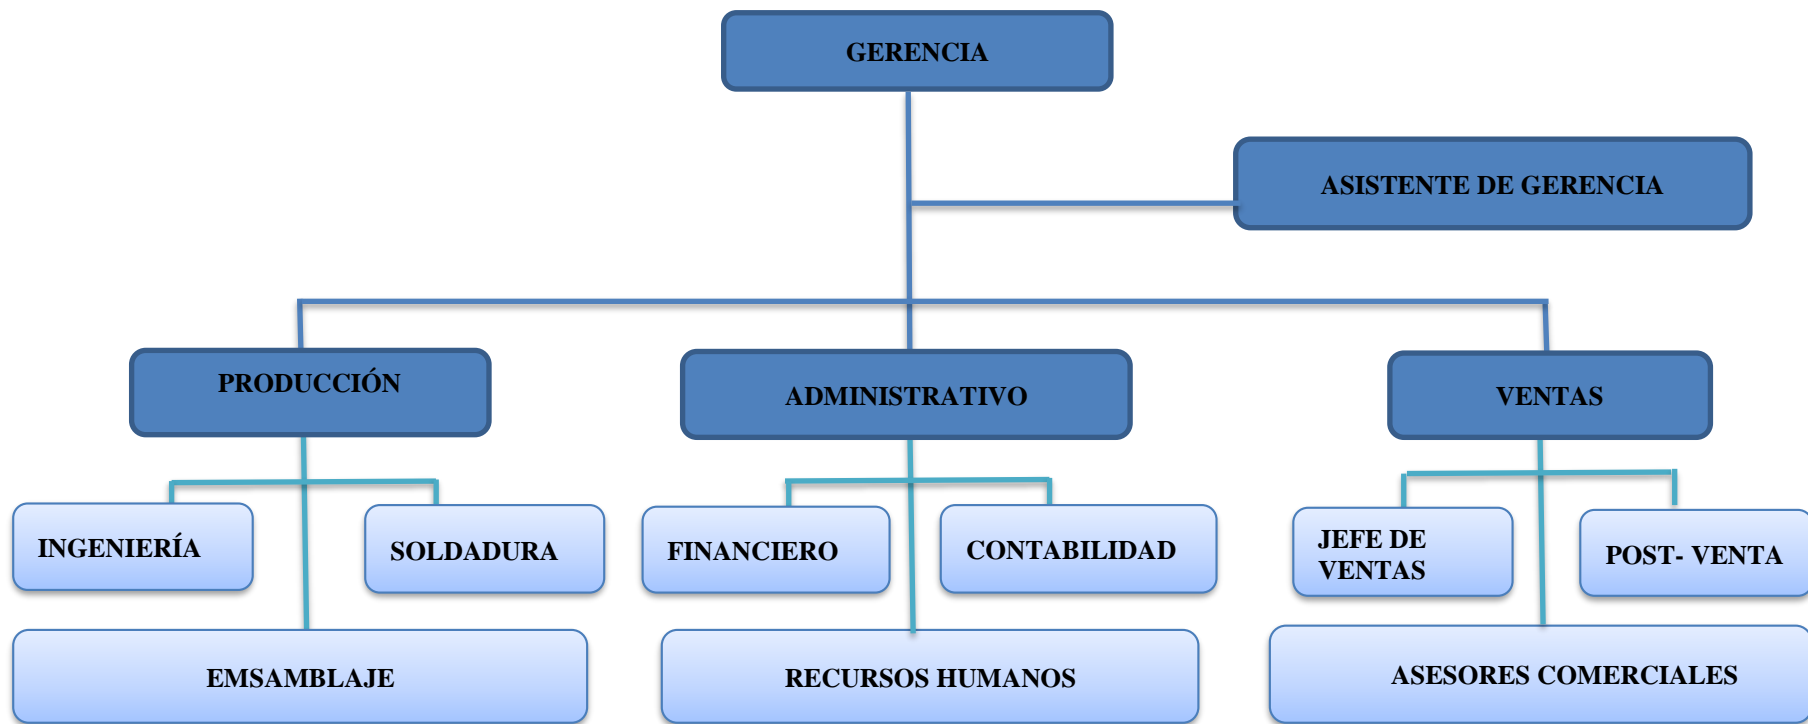 GERENCIA
ASISTENTE DE GERENCIA
PRODUCCIÓN
ADMINISTRATIVO
VENTAS
INGENIERÍA
SOLDADURA
FINANCIERO
CONTABILIDAD
JEFE DE
VENTAS
POST- VENTA
EMSAMBLAJE
RECURSOS HUMANOS
ASESORES COMERCIALES